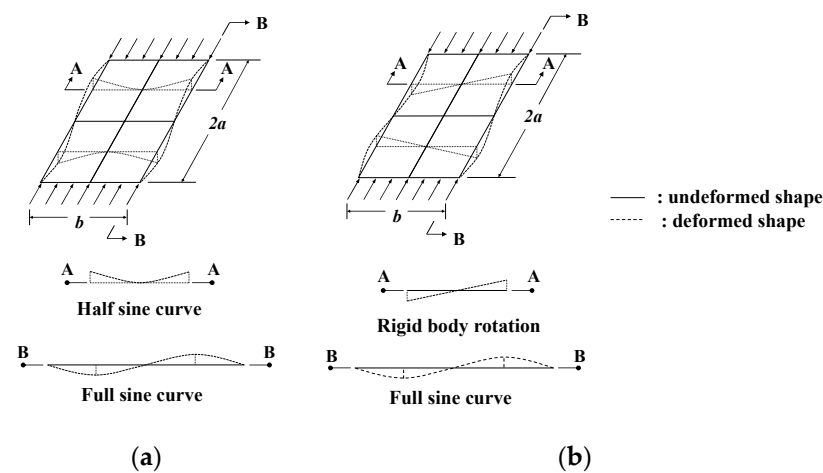 B
A
A
2a
b
B
A
A
Half sine curve
B
B
Full sine curve
(a)
B
A
A
2a
b
B
A
A
Rigid body rotation
B
B
Full sine curve
(b)
: undeformed shape
: deformed shape